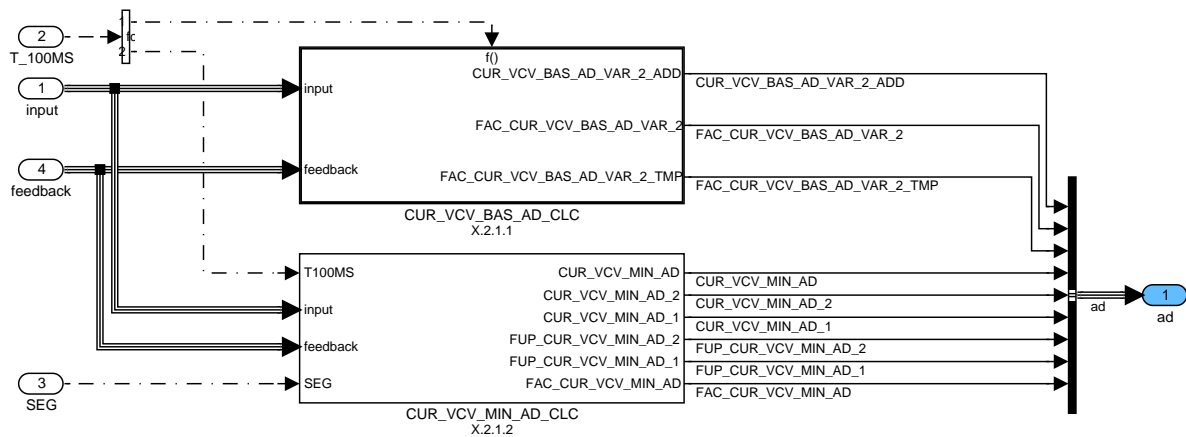 2
T_100MS
1
fc
2
1
input
4
feedback
3
SEG
f()
input
feedback
CUR_VCV_BAS_AD_VAR_2_ADD
FAC_CUR_VCV_BAS_AD_VAR_2
FAC_CUR_VCV_BAS_AD_VAR_2_TMP
CUR_VCV_BAS_AD_CLC
X.2.1.1
CUR_VCV_BAS_AD_VAR_2_ADD
FAC_CUR_VCV_BAS_AD_VAR_2
FAC_CUR_VCV_BAS_AD_VAR_2_TMP
T100MS
input
feedback
SEG
CUR_VCV_MIN_AD
CUR_VCV_MIN_AD_2
CUR_VCV_MIN_AD_1
FUP_CUR_VCV_MIN_AD_2
FUP_CUR_VCV_MIN_AD_1
FAC_CUR_VCV_MIN_AD
CUR_VCV_MIN_AD_CLC
X.2.1.2
CUR_VCV_MIN_AD
CUR_VCV_MIN_AD_2
CUR_VCV_MIN_AD_1
FUP_CUR_VCV_MIN_AD_2
FUP_CUR_VCV_MIN_AD_1
FAC_CUR_VCV_MIN_AD
ad
1
ad